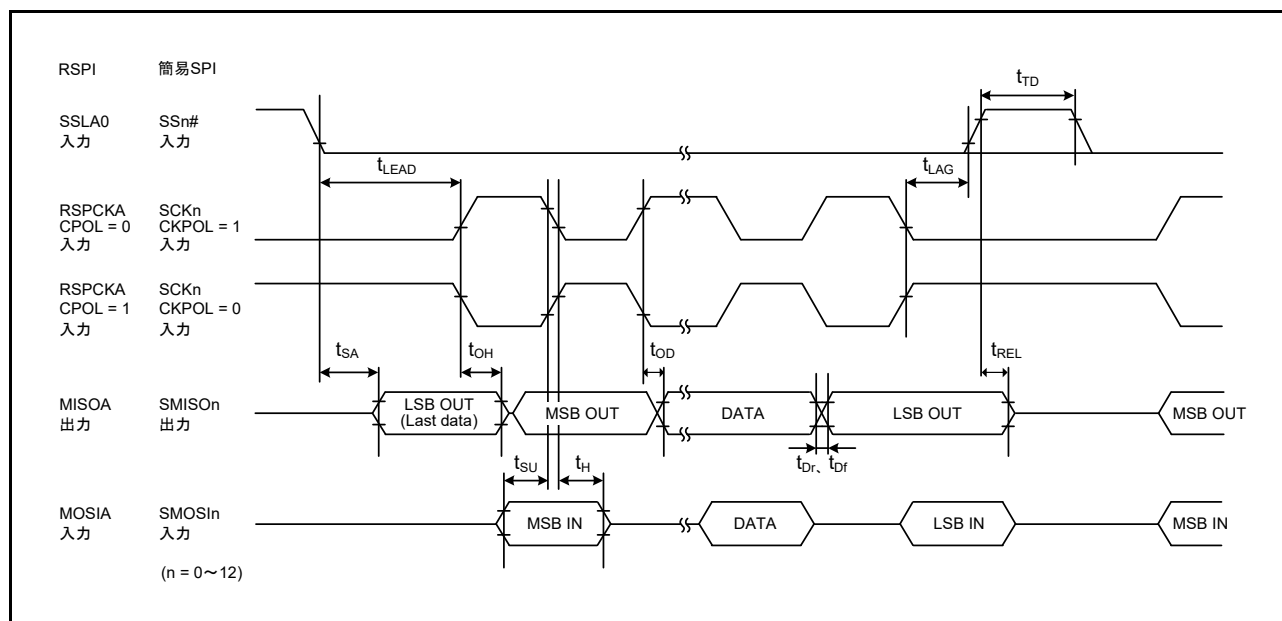 RSPI 簡易SPI
tTD
SSLA0 SSn#
入力 入力
tLEAD
tLAG
RSPCKA SCKn
CPOL = 0 CKPOL = 1
入力 入力
RSPCKA SCKn
CPOL = 1 CKPOL = 0
入力 入力
tSA tOH tOD tREL
MISOA SMISOn
出力 出力
LSB OUT
(Last data)
MSB OUT DATA LSB OUT MSB OUT
tSU tH tDr、tDf
MOSIA SMOSIn
入力 入力
MSB IN DATA LSB IN MSB IN
(n = 0～12)